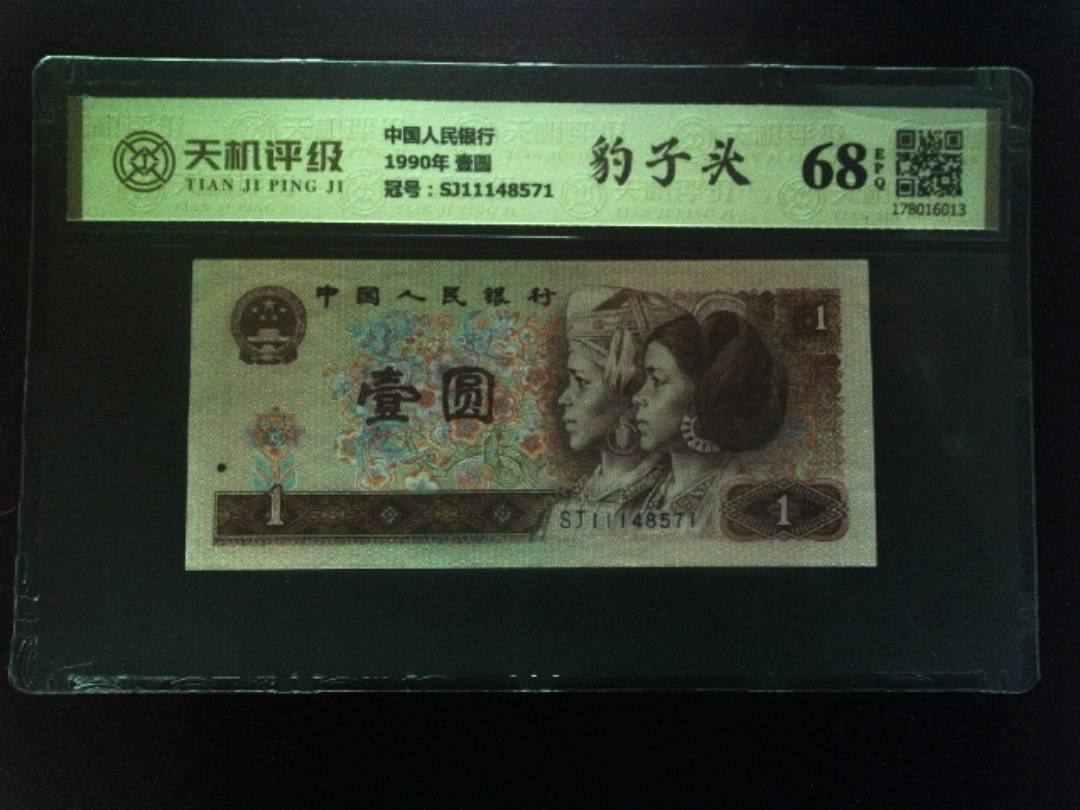 天机评级
TIAN JI PING JI
中国人民银行
1990年 壹圆
冠号：SJ11148571
豹子头
68
EPQ
178016013
中国人民银行
壹圆
1
1
1
SJ11148571